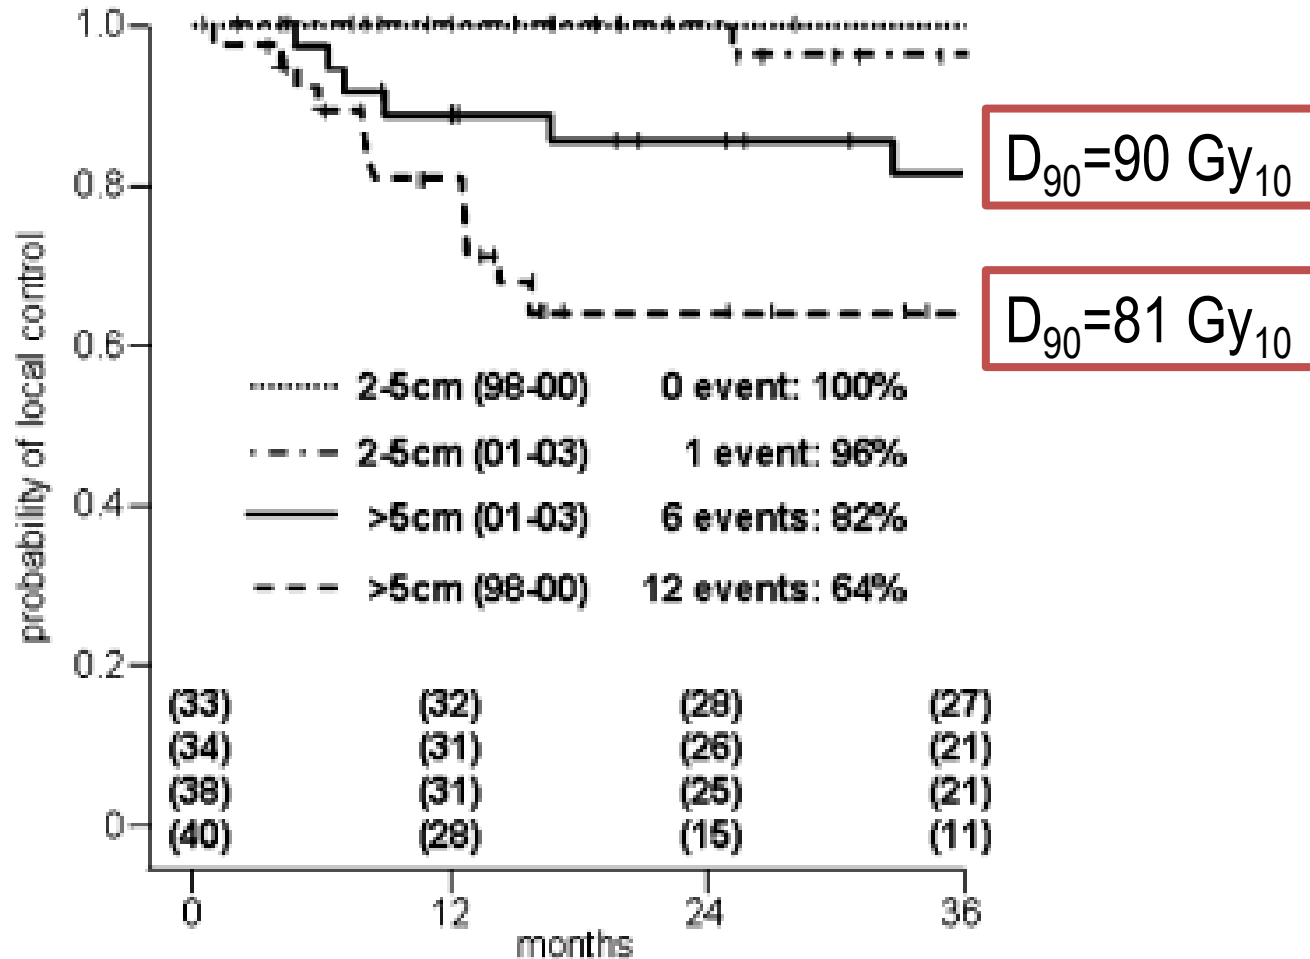 1.0
0.8
0.6
0.4
0.2
0
probability of local control
D90=90 Gy10
D90=81 Gy10
2-5cm (98-00) 0 event: 100%
2-5cm (01-03) 1 event: 96%
>5cm (01-03) 6 events: 82%
>5cm (98-00) 12 events: 64%
(33) (32) (28) (27)
(34) (31) (26) (21)
(38) (31) (25) (21)
(40) (28) (15) (11)
0 12 24 36
months